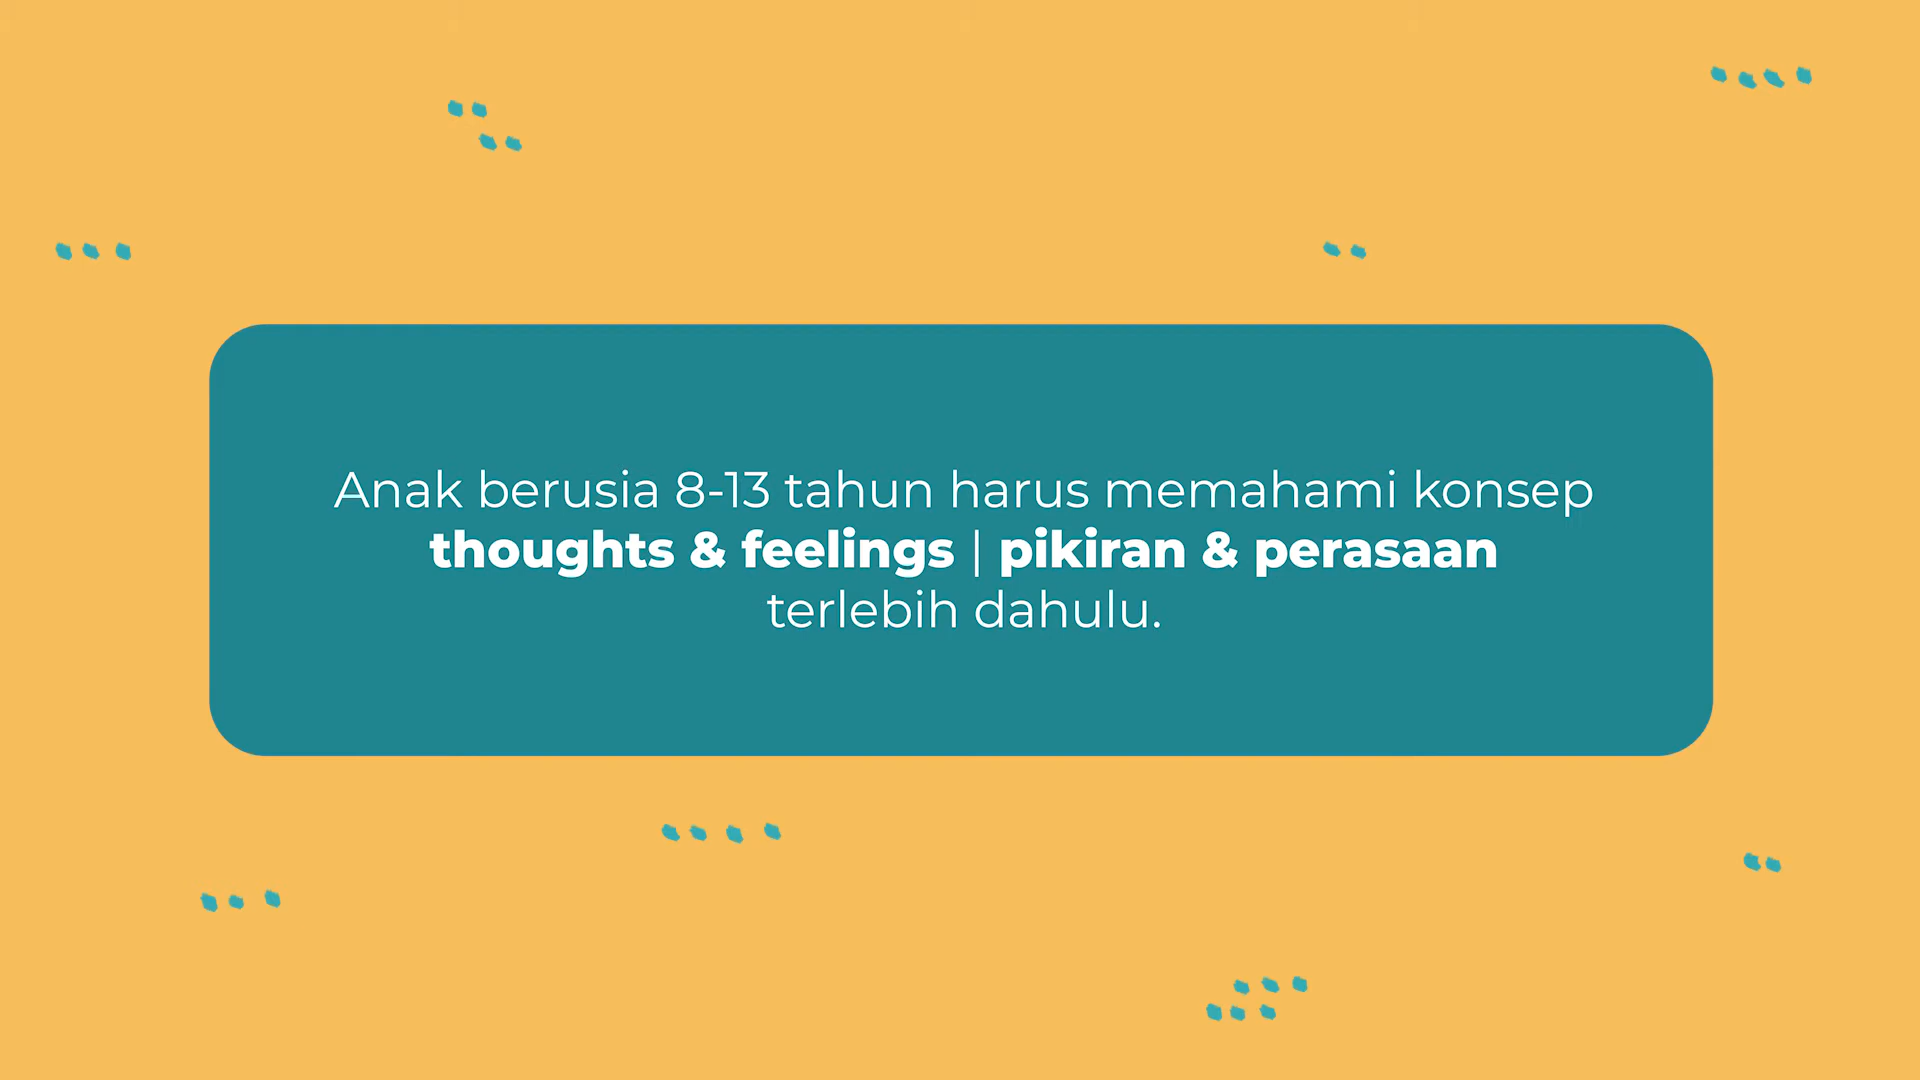 Anak berusia 8-13 tahun harus memahami konsep
thoughts & feelings | pikiran & perasaan
terlebih dahulu.